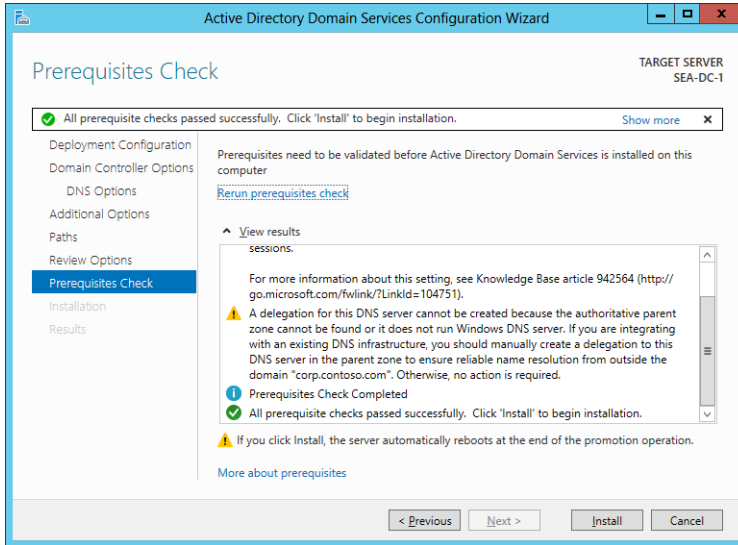 Active Directory Domain Services Configuration Wizard
Prerequisites Check
TARGET SERVER
SEA-DC-1
All prerequisite checks passed successfully. Click 'Install' to begin installation.
Show more
Deployment Configuration
Domain Controller Options
DNS Options
Additional Options
Paths
Review Options
Prerequisites Check
Installation
Results
Prerequisites need to be validated before Active Directory Domain Services is installed on this
computer
Rerun prerequisites check
View results
sessions.
For more information about this setting, see Knowledge Base article 942564 (http://
go.microsoft.com/fwlink/?LinkId=104751).
A delegation for this DNS server cannot be created because the authoritative parent
zone cannot be found or it does not run Windows DNS server. If you are integrating
with an existing DNS infrastructure, you should manually create a delegation to this
DNS server in the parent zone to ensure reliable name resolution from outside the
domain "corp.contoso.com". Otherwise, no action is required.
Prerequisites Check Completed
All prerequisite checks passed successfully. Click 'Install' to begin installation.
If you click Install, the server automatically reboots at the end of the promotion operation.
More about prerequisites
< Previous
Next >
Install
Cancel